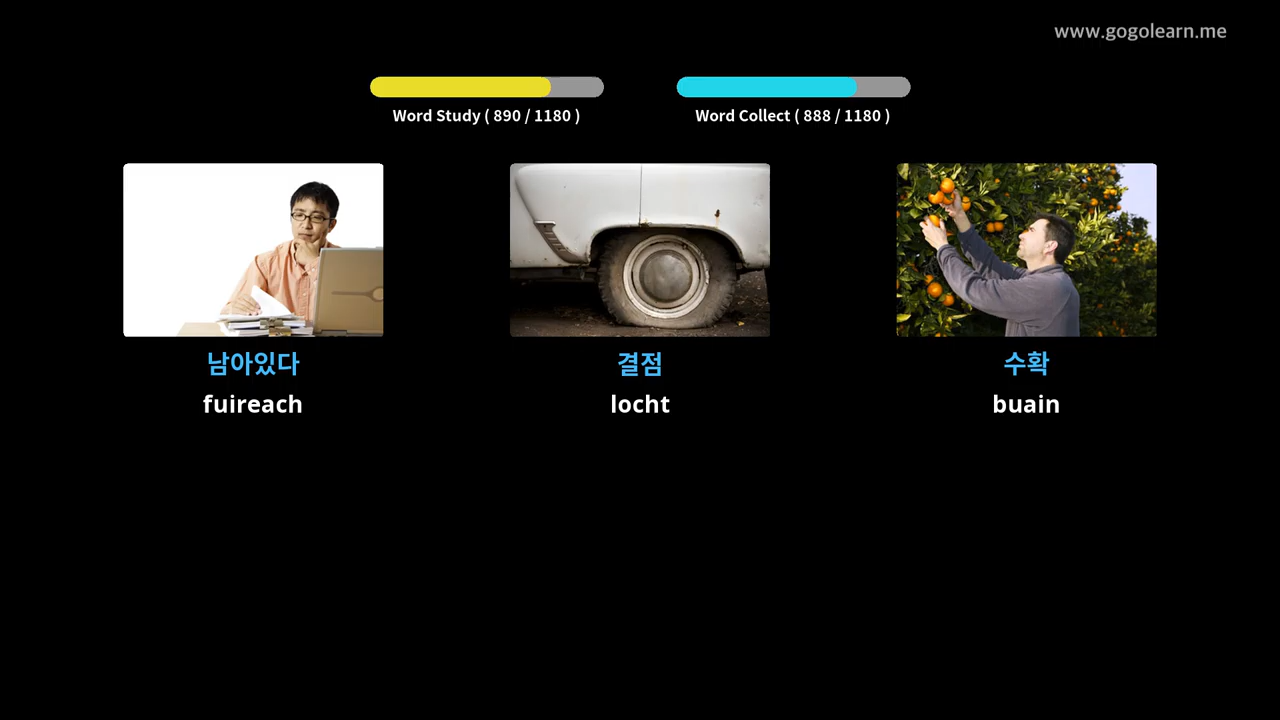 www.gogolearn.me
Word Study ( 890 / 1180 )
Word Collect ( 888 / 1180 )
남아있다
결점
수확
fuireach
locht
buain